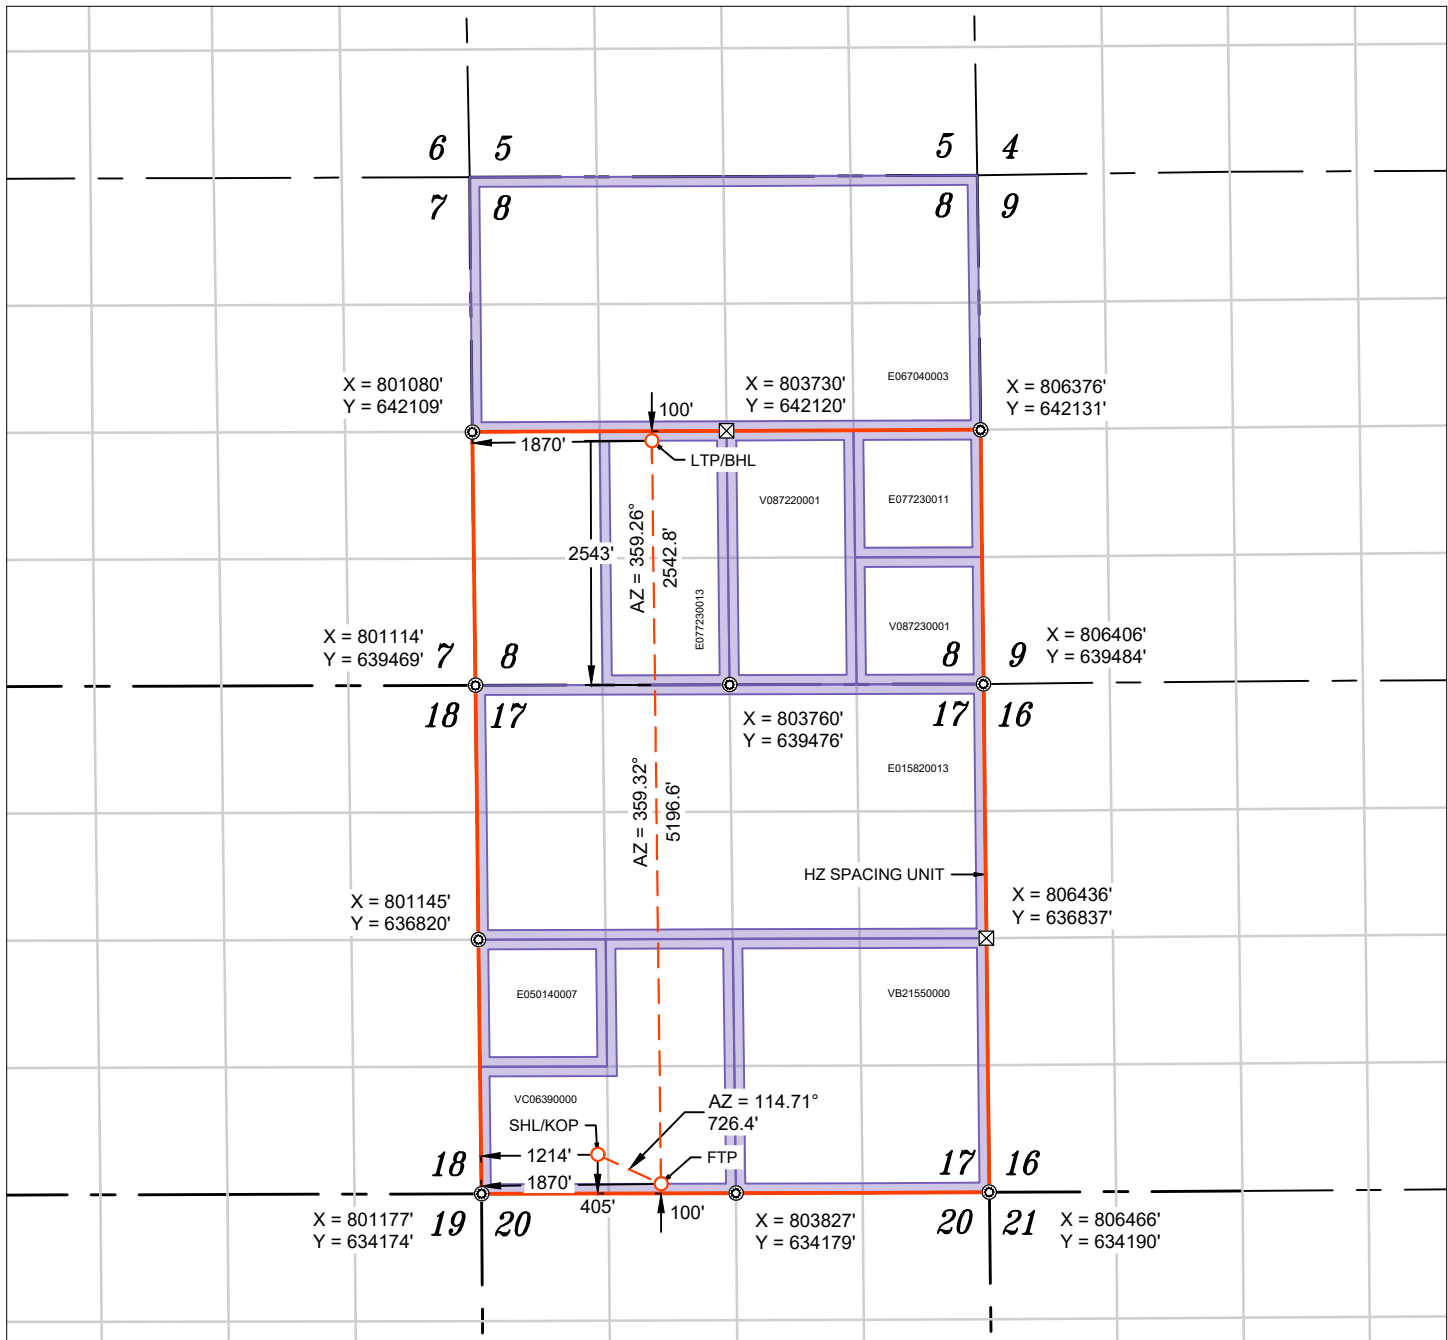 6 5
5 4
7 8
8 9
X = 801080'
Y = 642109'
X = 803730'
Y = 642120'
E067040003
X = 806376'
Y = 642131'
100'
1870'
LTP/BHL
V087220001
E077230011
2543'
AZ = 359.26°
2542.8'
E077230013
V087230001
X = 801114'
Y = 639469'
7 8
8 9
X = 806406'
Y = 639484'
18 17
17 16
X = 803760'
Y = 639476'
E015820013
AZ = 359.32°
5196.6'
HZ SPACING UNIT
X = 801145'
Y = 636820'
X = 806436'
Y = 636837'
E050140007
VB21550000
VC06390000
SHL/KOP
AZ = 114.71°
726.4'
1214'
FTP
18
17 16
1870'
405'
100'
X = 801177'
Y = 634174'
19 20
X = 803827'
Y = 634179'
20 21
X = 806466'
Y = 634190'